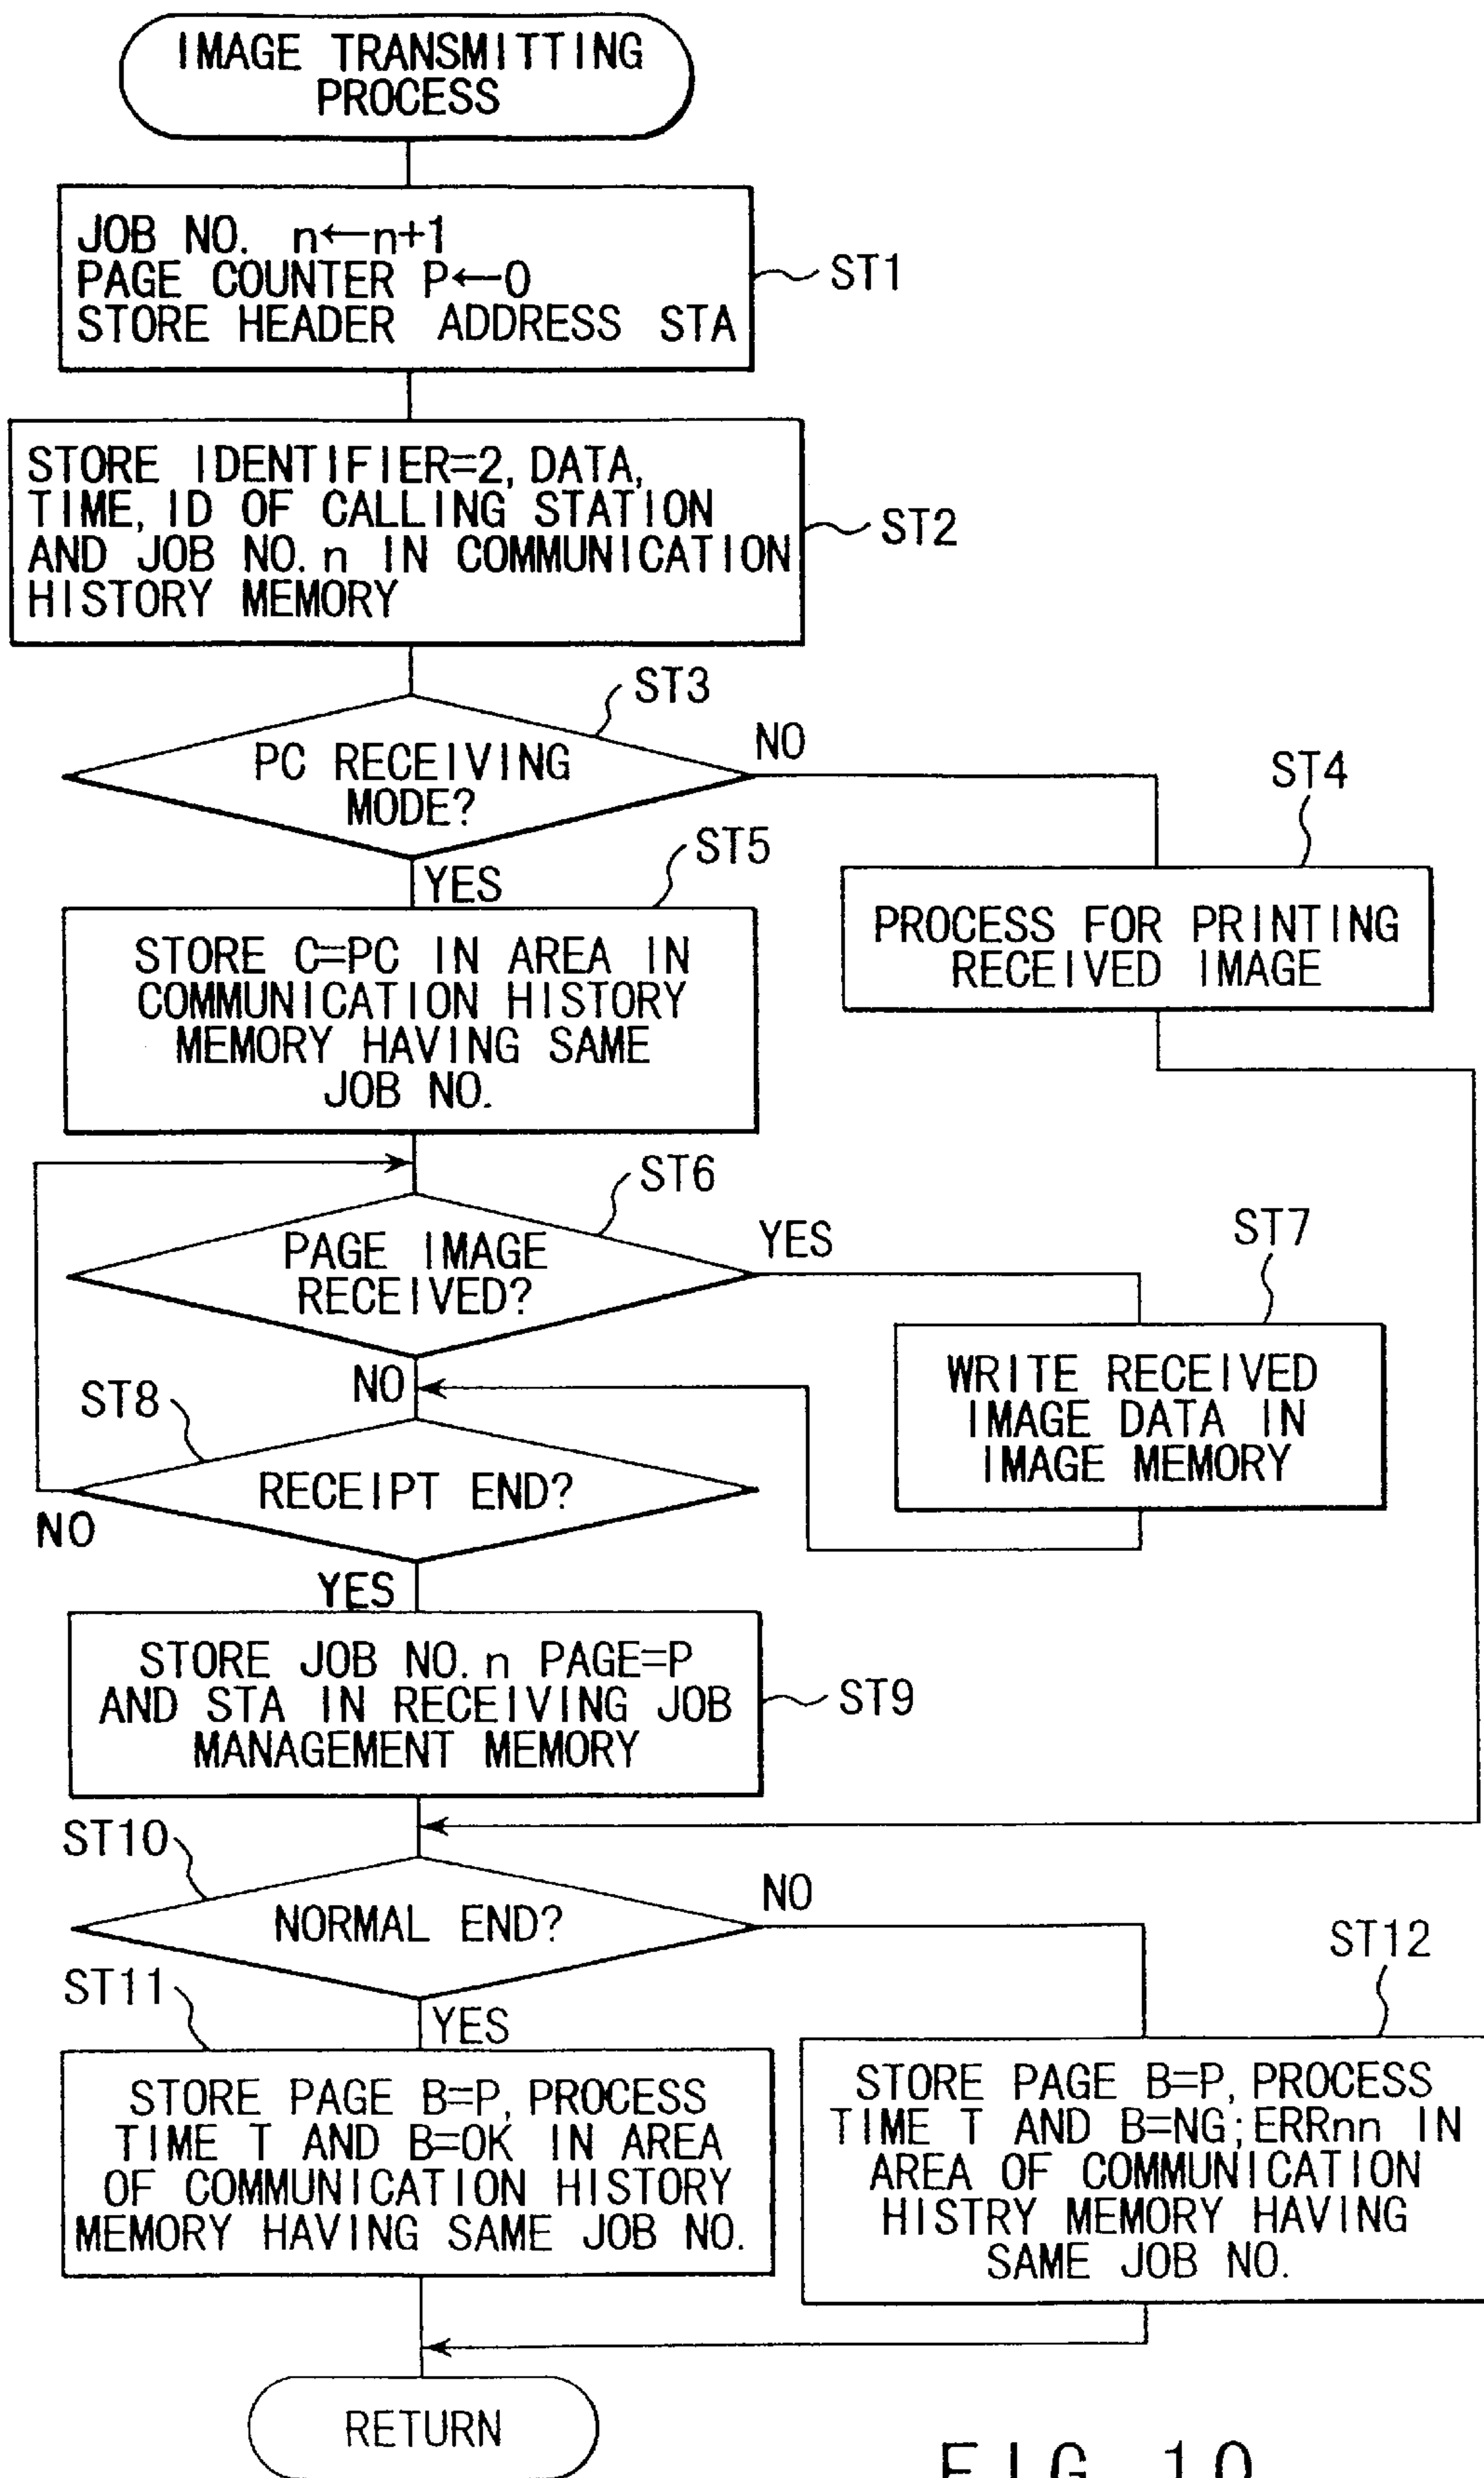 IMAGE TRANSMITTING
PROCESS
JOB NO. n←n+1
PAGE COUNTER P←0
STORE HEADER ADDRESS STA
ST1
STORE IDENTIFIER=2, DATA,
TIME, ID OF CALLING STATION
AND JOB NO. n IN COMMUNICATION
HISTORY MEMORY
ST2
ST3
PC RECEIVING
MODE?
NO
YES
ST4
PROCESS FOR PRINTING
RECEIVED IMAGE
ST5
STORE C=PC IN AREA IN
COMMUNICATION HISTORY
MEMORY HAVING SAME
JOB NO.
ST6
PAGE IMAGE
RECEIVED?
YES
NO
ST7
WRITE RECEIVED
IMAGE DATA IN
IMAGE MEMORY
ST8
RECEIPT END?
NO
YES
STORE JOB NO. n PAGE=P
AND STA IN RECEIVING JOB
MANAGEMENT MEMORY
ST9
ST10
NORMAL END?
NO
YES
ST11
STORE PAGE B=P, PROCESS
TIME T AND B=OK IN AREA
OF COMMUNICATION HISTORY
MEMORY HAVING SAME JOB NO.
ST12
STORE PAGE B=P, PROCESS
TIME T AND B=NG;ERRnn IN
AREA OF COMMUNICATION
HISTRY MEMORY HAVING
SAME JOB NO.
RETURN
FIG. 10